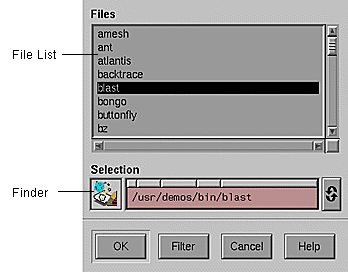 Files
File List
amesh
ant
atlantis
backtrace
blast
bongo
buttonfly
bz
Selection
Finder
/usr/demos/bin/blast
OK
Filter
Cancel
Help